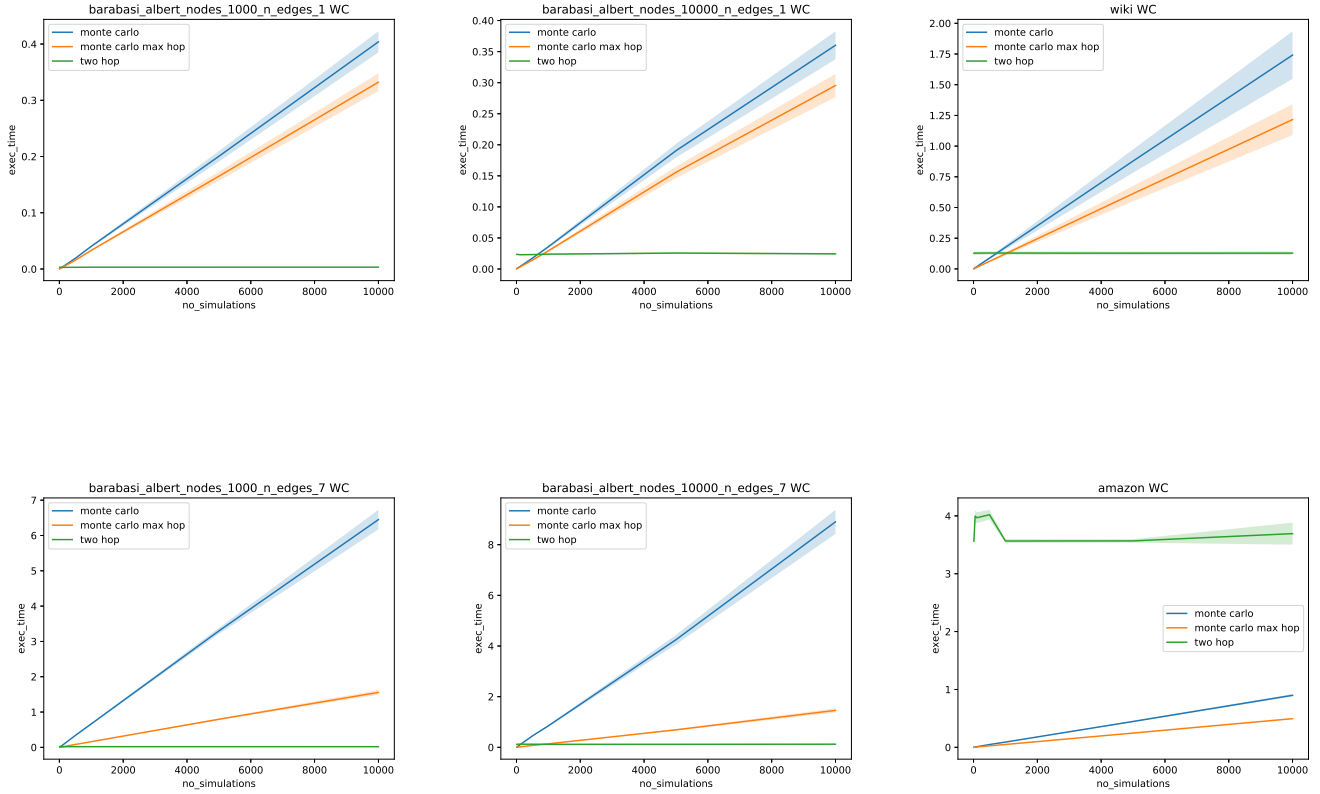 barabasi_albert_nodes_1000_n_edges_1 WC
monte carlo
monte carlo max hop
two hop
exec_time
0.4
0.3
0.2
0.1
0.0
0 2000 4000 6000 8000 10000
no_simulations
barabasi_albert_nodes_10000_n_edges_1 WC
monte carlo
monte carlo max hop
two hop
exec_time
0.40
0.35
0.30
0.25
0.20
0.15
0.10
0.05
0.00
0 2000 4000 6000 8000 10000
no_simulations
wiki WC
monte carlo
monte carlo max hop
two hop
exec_time
2.00
1.75
1.50
1.25
1.00
0.75
0.50
0.25
0.00
0 2000 4000 6000 8000 10000
no_simulations
barabasi_albert_nodes_1000_n_edges_7 WC
monte carlo
monte carlo max hop
two hop
exec_time
7
6
5
4
3
2
1
0
0 2000 4000 6000 8000 10000
no_simulations
barabasi_albert_nodes_10000_n_edges_7 WC
monte carlo
monte carlo max hop
two hop
exec_time
8
6
4
2
0
0 2000 4000 6000 8000 10000
no_simulations
amazon WC
monte carlo
monte carlo max hop
two hop
exec_time
4
3
2
1
0
0 2000 4000 6000 8000 10000
no_simulations